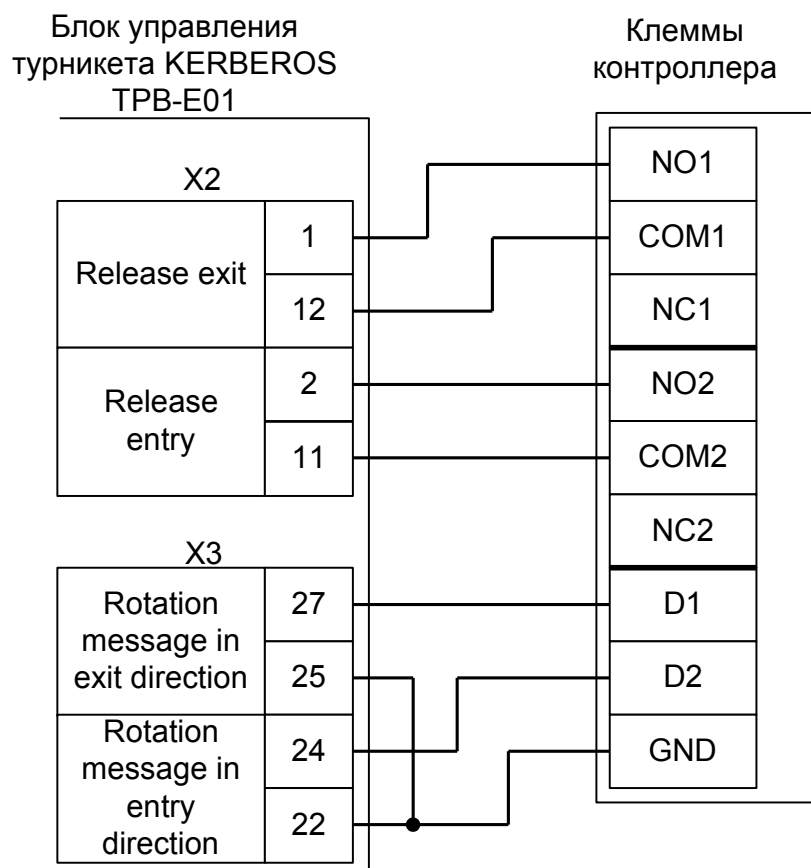 Блок управления
турникета KERBEROS
TPB-E01
Клеммы
контроллера
X2
Release exit
1
12
Release
entry
2
11
X3
Rotation
message in
exit direction
27
25
Rotation
message in
entry
direction
24
22
NO1
COM1
NC1
NO2
COM2
NC2
D1
D2
GND